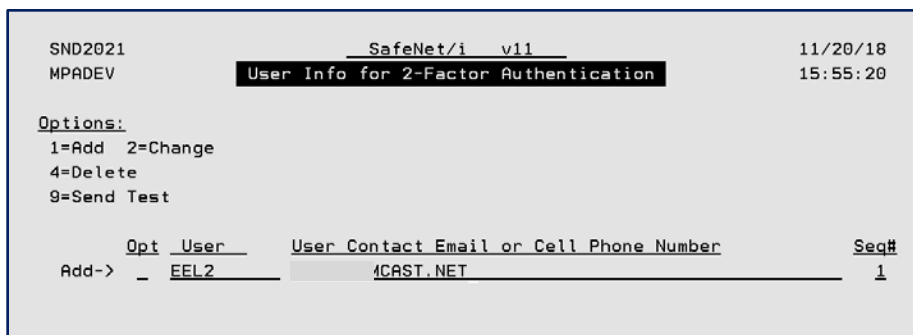 SND2021 SafeNet/i v11 11/20/18
MPADEV User Info for 2-Factor Authentication 15:55:20
Options:
1=Add 2=Change
4=Delete
9=Send Test
Opt User User Contact Email or Cell Phone Number Seq#
Add-> _ EEL2 MCAST.NET 1